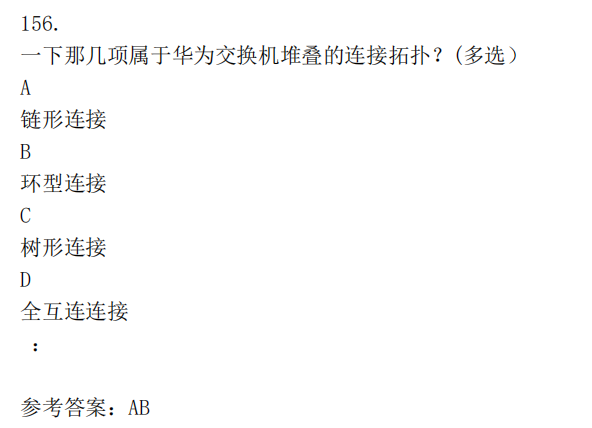 156.
一下那几项属于华为交换机堆叠的连接拓扑？(多选）
A
链形连接
B
环型连接
C
树形连接
D
全互连连接
：
参考答案：AB